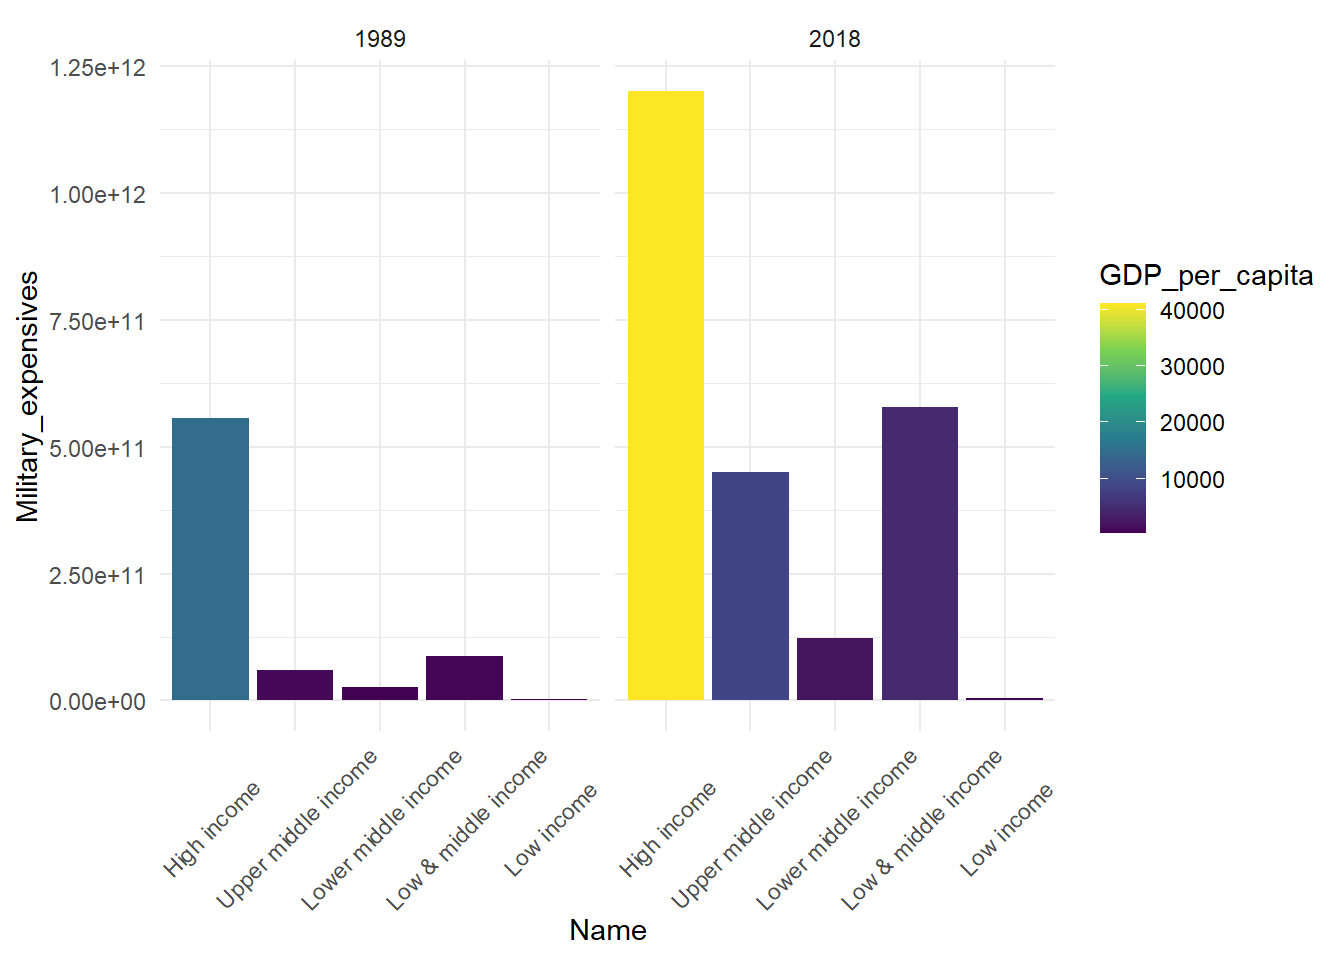 1989
2018
1.25e+12
1.00e+12
7.50e+11
5.00e+11
2.50e+11
0.00e+00
Military_expensives
High income
Upper middle income
Lower middle income
Low & middle income
Low income
High income
Upper middle income
Lower middle income
Low & middle income
Low income
Name
GDP_per_capita
40000
30000
20000
10000